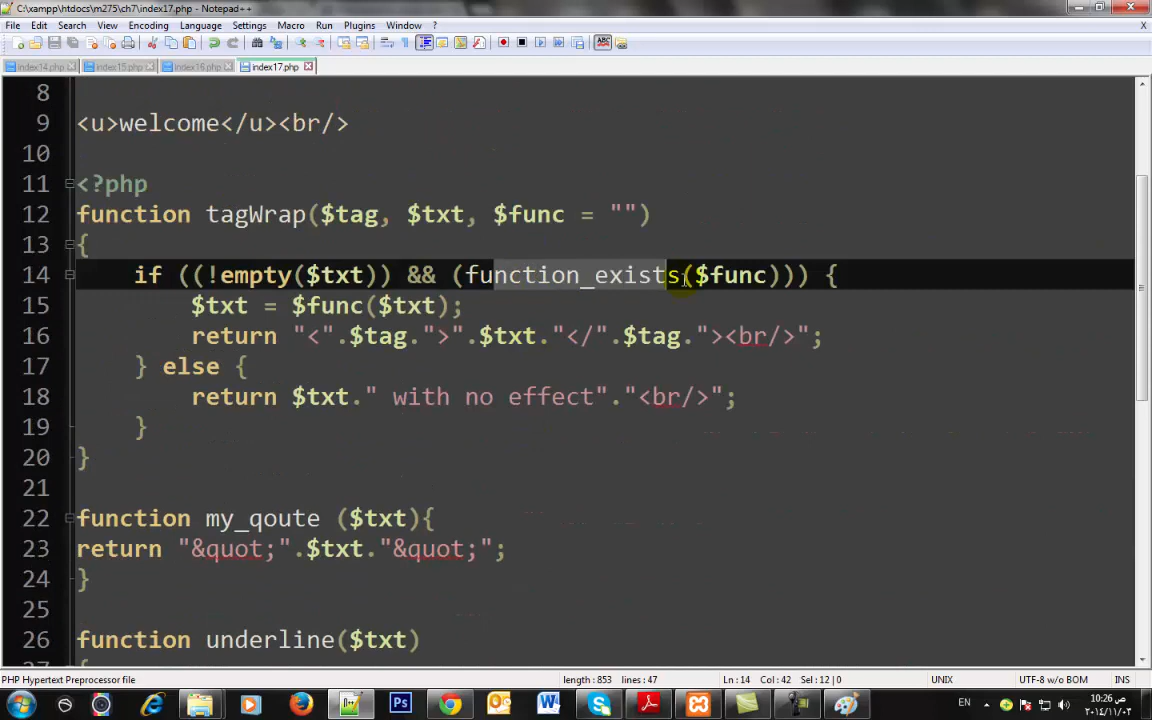 C:\xampp\htdocs\m275\ch7\index17.php - Notepad++
File Edit Search View Encoding Language Settings Macro Run Plugins Window ?
X
index14.php index15.php index16.php index17.php
8
9 <u>welcome</u><br/>
10
11 <?php
12 function tagWrap($tag, $txt, $func = "")
13 {
14 if ((!empty($txt)) && (function_exists($func))) {
15 $txt = $func($txt);
16 return "<".$tag.">".$txt."</".$tag."><br/>";
17 } else {
18 return $txt." with no effect"."<br/>";
19 }
20 }
21
22 function my_qoute ($txt){
23 return "&quot;".$txt."&quot;";
24 }
25
26 function underline($txt)
PHP Hypertext Preprocessor file length : 853 lines : 47 Ln : 14 Col : 42 Sel : 12 | 0 UNIX UTF-8 w/o BOM INS
EN ص 10:26
٢٠١٤/١١/٠٢